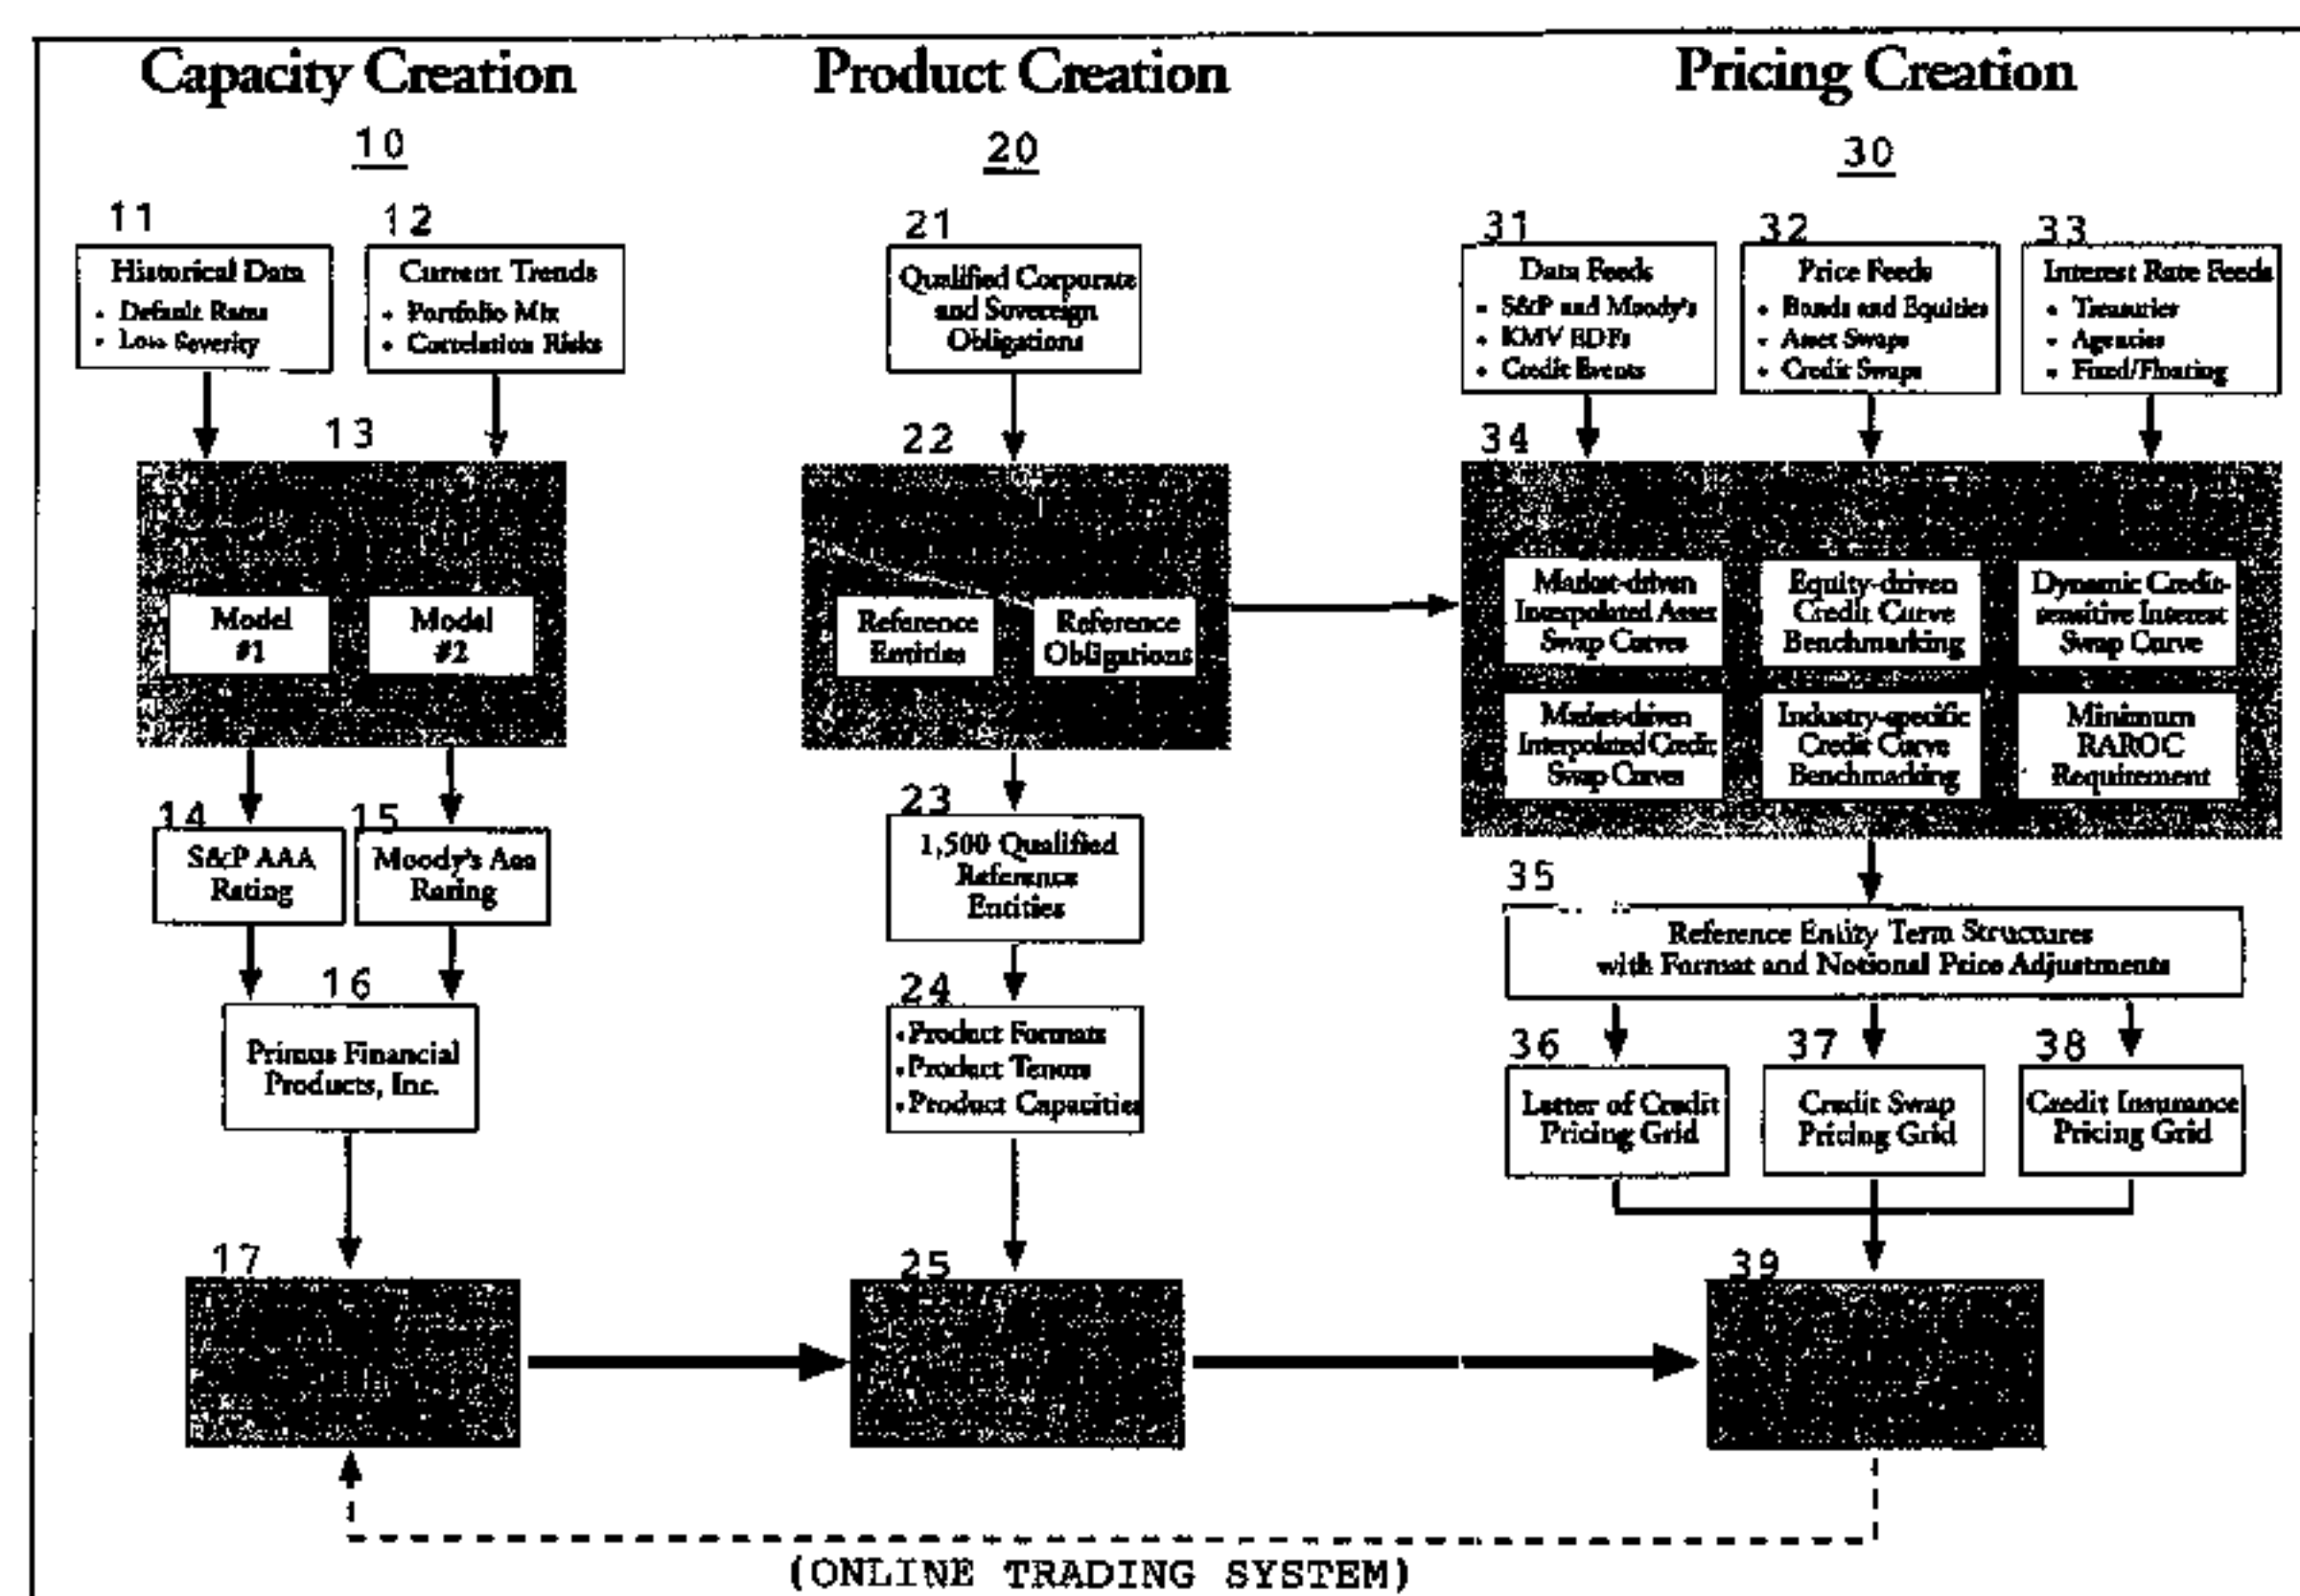 Capacity Creation
10
11
Historical Data
• Default Rates
• Loss Severity
12
Current Trends
• Portfolio Mix
• Correlation Risks
13
Model
#1
Model
#2
14
S&P AAA
Rating
15
Moody's Aaa
Rating
16
Primus Financial
Products, Inc.
17
Product Creation
20
21
Qualified Corporate
and Sovereign
Obligations
22
Reference
Entities
Reference
Obligations
23
1,500 Qualified
Reference
Entities
24
• Product Formats
• Product Tenors
• Product Capacities
25
Pricing Creation
30
31
Data Feeds
• S&P and Moody's
• KMV EDFs
• Credit Events
32
Price Feeds
• Bonds and Equities
• Asset Swaps
• Credit Swaps
33
Interest Rate Feeds
• Treasuries
• Agencies
• Fixed/Floating
34
Market-driven
Interpolated Asset
Swap Curves
Equity-driven
Credit Curve
Benchmarking
Dynamic Credit-
sensitive Interest
Swap Curve
Market-driven
Interpolated Credit
Swap Curves
Industry-specific
Credit Curve
Benchmarking
Minimum
RAROC
Requirement
35
Reference Entity Term Structures
with Format and Notional Price Adjustments
36
Letter of Credit
Pricing Grid
37
Credit Swap
Pricing Grid
38
Credit Insurance
Pricing Grid
39
(ONLINE TRADING SYSTEM)